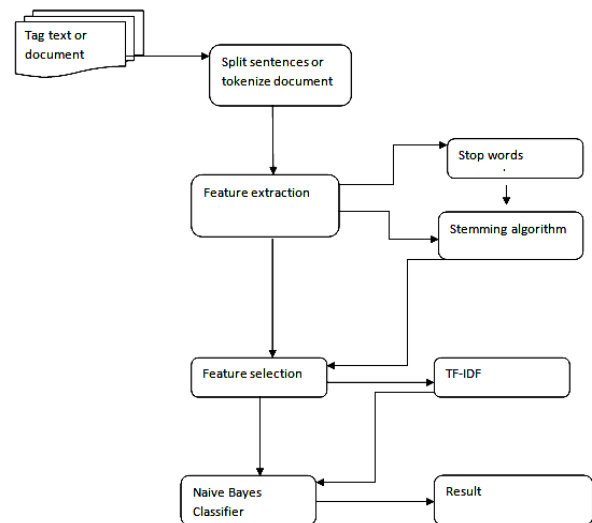 Tag text or
document
Split sentences or
tokenize document
Feature extraction
Stop words
.
Stemming algorithm
Feature selection
TF-IDF
Naive Bayes
Classifier
Result